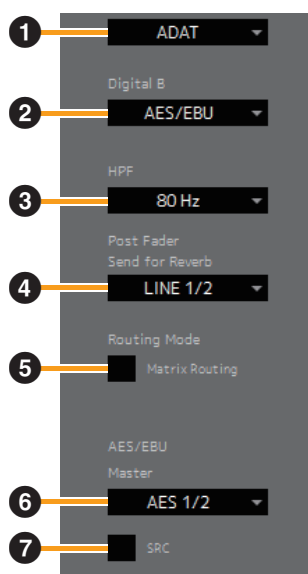 1 ADAT
Digital B
2 AES/EBU
HPF
3 80 Hz
Post Fader
Send for Reverb
4 LINE 1/2
Routing Mode
5 Matrix Routing
AES/EBU
Master
6 AES 1/2
7 SRC